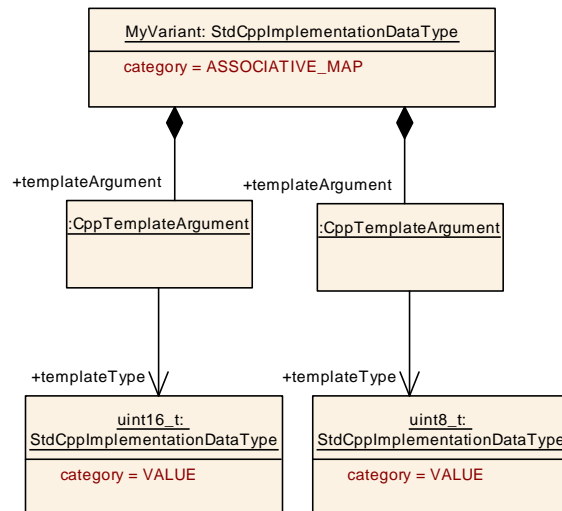 MyVariant: StdCppImplementationDataType
category = ASSOCIATIVE_MAP
+templateArgument
+templateArgument
:CppTemplateArgument
:CppTemplateArgument
+templateType
+templateType
uint16_t:
StdCppImplementationDataType
category = VALUE
uint8_t:
StdCppImplementationDataType
category = VALUE